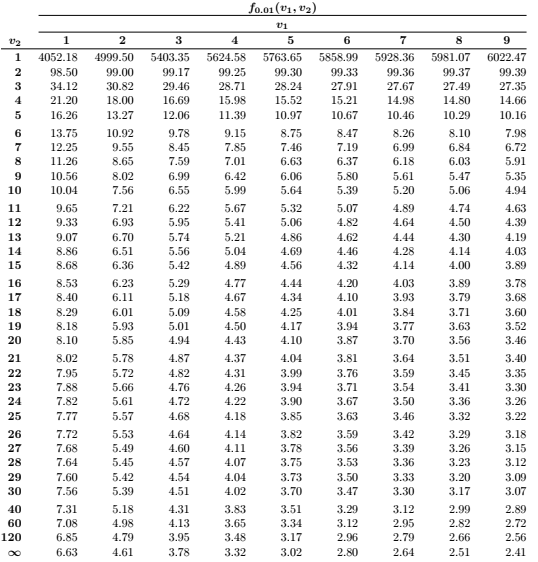 f0.01(v1, v2)
v1
v2 1 2 3 4 5 6 7 8 9
1 4052.18 4999.50 5403.35 5624.58 5763.65 5858.99 5928.36 5981.07 6022.47
2 98.50 99.00 99.17 99.25 99.30 99.33 99.36 99.37 99.39
3 34.12 30.82 29.46 28.71 28.24 27.91 27.67 27.49 27.35
4 21.20 18.00 16.69 15.98 15.52 15.21 14.98 14.80 14.66
5 16.26 13.27 12.06 11.39 10.97 10.67 10.46 10.29 10.16
6 13.75 10.92 9.78 9.15 8.75 8.47 8.26 8.10 7.98
7 12.25 9.55 8.45 7.85 7.46 7.19 6.99 6.84 6.72
8 11.26 8.65 7.59 7.01 6.63 6.37 6.18 6.03 5.91
9 10.56 8.02 6.99 6.42 6.06 5.80 5.61 5.47 5.35
10 10.04 7.56 6.55 5.99 5.64 5.39 5.20 5.06 4.94
11 9.65 7.21 6.22 5.67 5.32 5.07 4.89 4.74 4.63
12 9.33 6.93 5.95 5.41 5.06 4.82 4.64 4.50 4.39
13 9.07 6.70 5.74 5.21 4.86 4.62 4.44 4.30 4.19
14 8.86 6.51 5.56 5.04 4.69 4.46 4.28 4.14 4.03
15 8.68 6.36 5.42 4.89 4.56 4.32 4.14 4.00 3.89
16 8.53 6.23 5.29 4.77 4.44 4.20 4.03 3.89 3.78
17 8.40 6.11 5.18 4.67 4.34 4.10 3.93 3.79 3.68
18 8.29 6.01 5.09 4.58 4.25 4.01 3.84 3.71 3.60
19 8.18 5.93 5.01 4.50 4.17 3.94 3.77 3.63 3.52
20 8.10 5.85 4.94 4.43 4.10 3.87 3.70 3.56 3.46
21 8.02 5.78 4.87 4.37 4.04 3.81 3.64 3.51 3.40
22 7.95 5.72 4.82 4.31 3.99 3.76 3.59 3.45 3.35
23 7.88 5.66 4.76 4.26 3.94 3.71 3.54 3.41 3.30
24 7.82 5.61 4.72 4.22 3.90 3.67 3.50 3.36 3.26
25 7.77 5.57 4.68 4.18 3.85 3.63 3.46 3.32 3.22
26 7.72 5.53 4.64 4.14 3.82 3.59 3.42 3.29 3.18
27 7.68 5.49 4.60 4.11 3.78 3.56 3.39 3.26 3.15
28 7.64 5.45 4.57 4.07 3.75 3.53 3.36 3.23 3.12
29 7.60 5.42 4.54 4.04 3.73 3.50 3.33 3.20 3.09
30 7.56 5.39 4.51 4.02 3.70 3.47 3.30 3.17 3.07
40 7.31 5.18 4.31 3.83 3.51 3.29 3.12 2.99 2.89
60 7.08 4.98 4.13 3.65 3.34 3.12 2.95 2.82 2.72
120 6.85 4.79 3.95 3.48 3.17 2.96 2.79 2.66 2.56
∞ 6.63 4.61 3.78 3.32 3.02 2.80 2.64 2.51 2.41